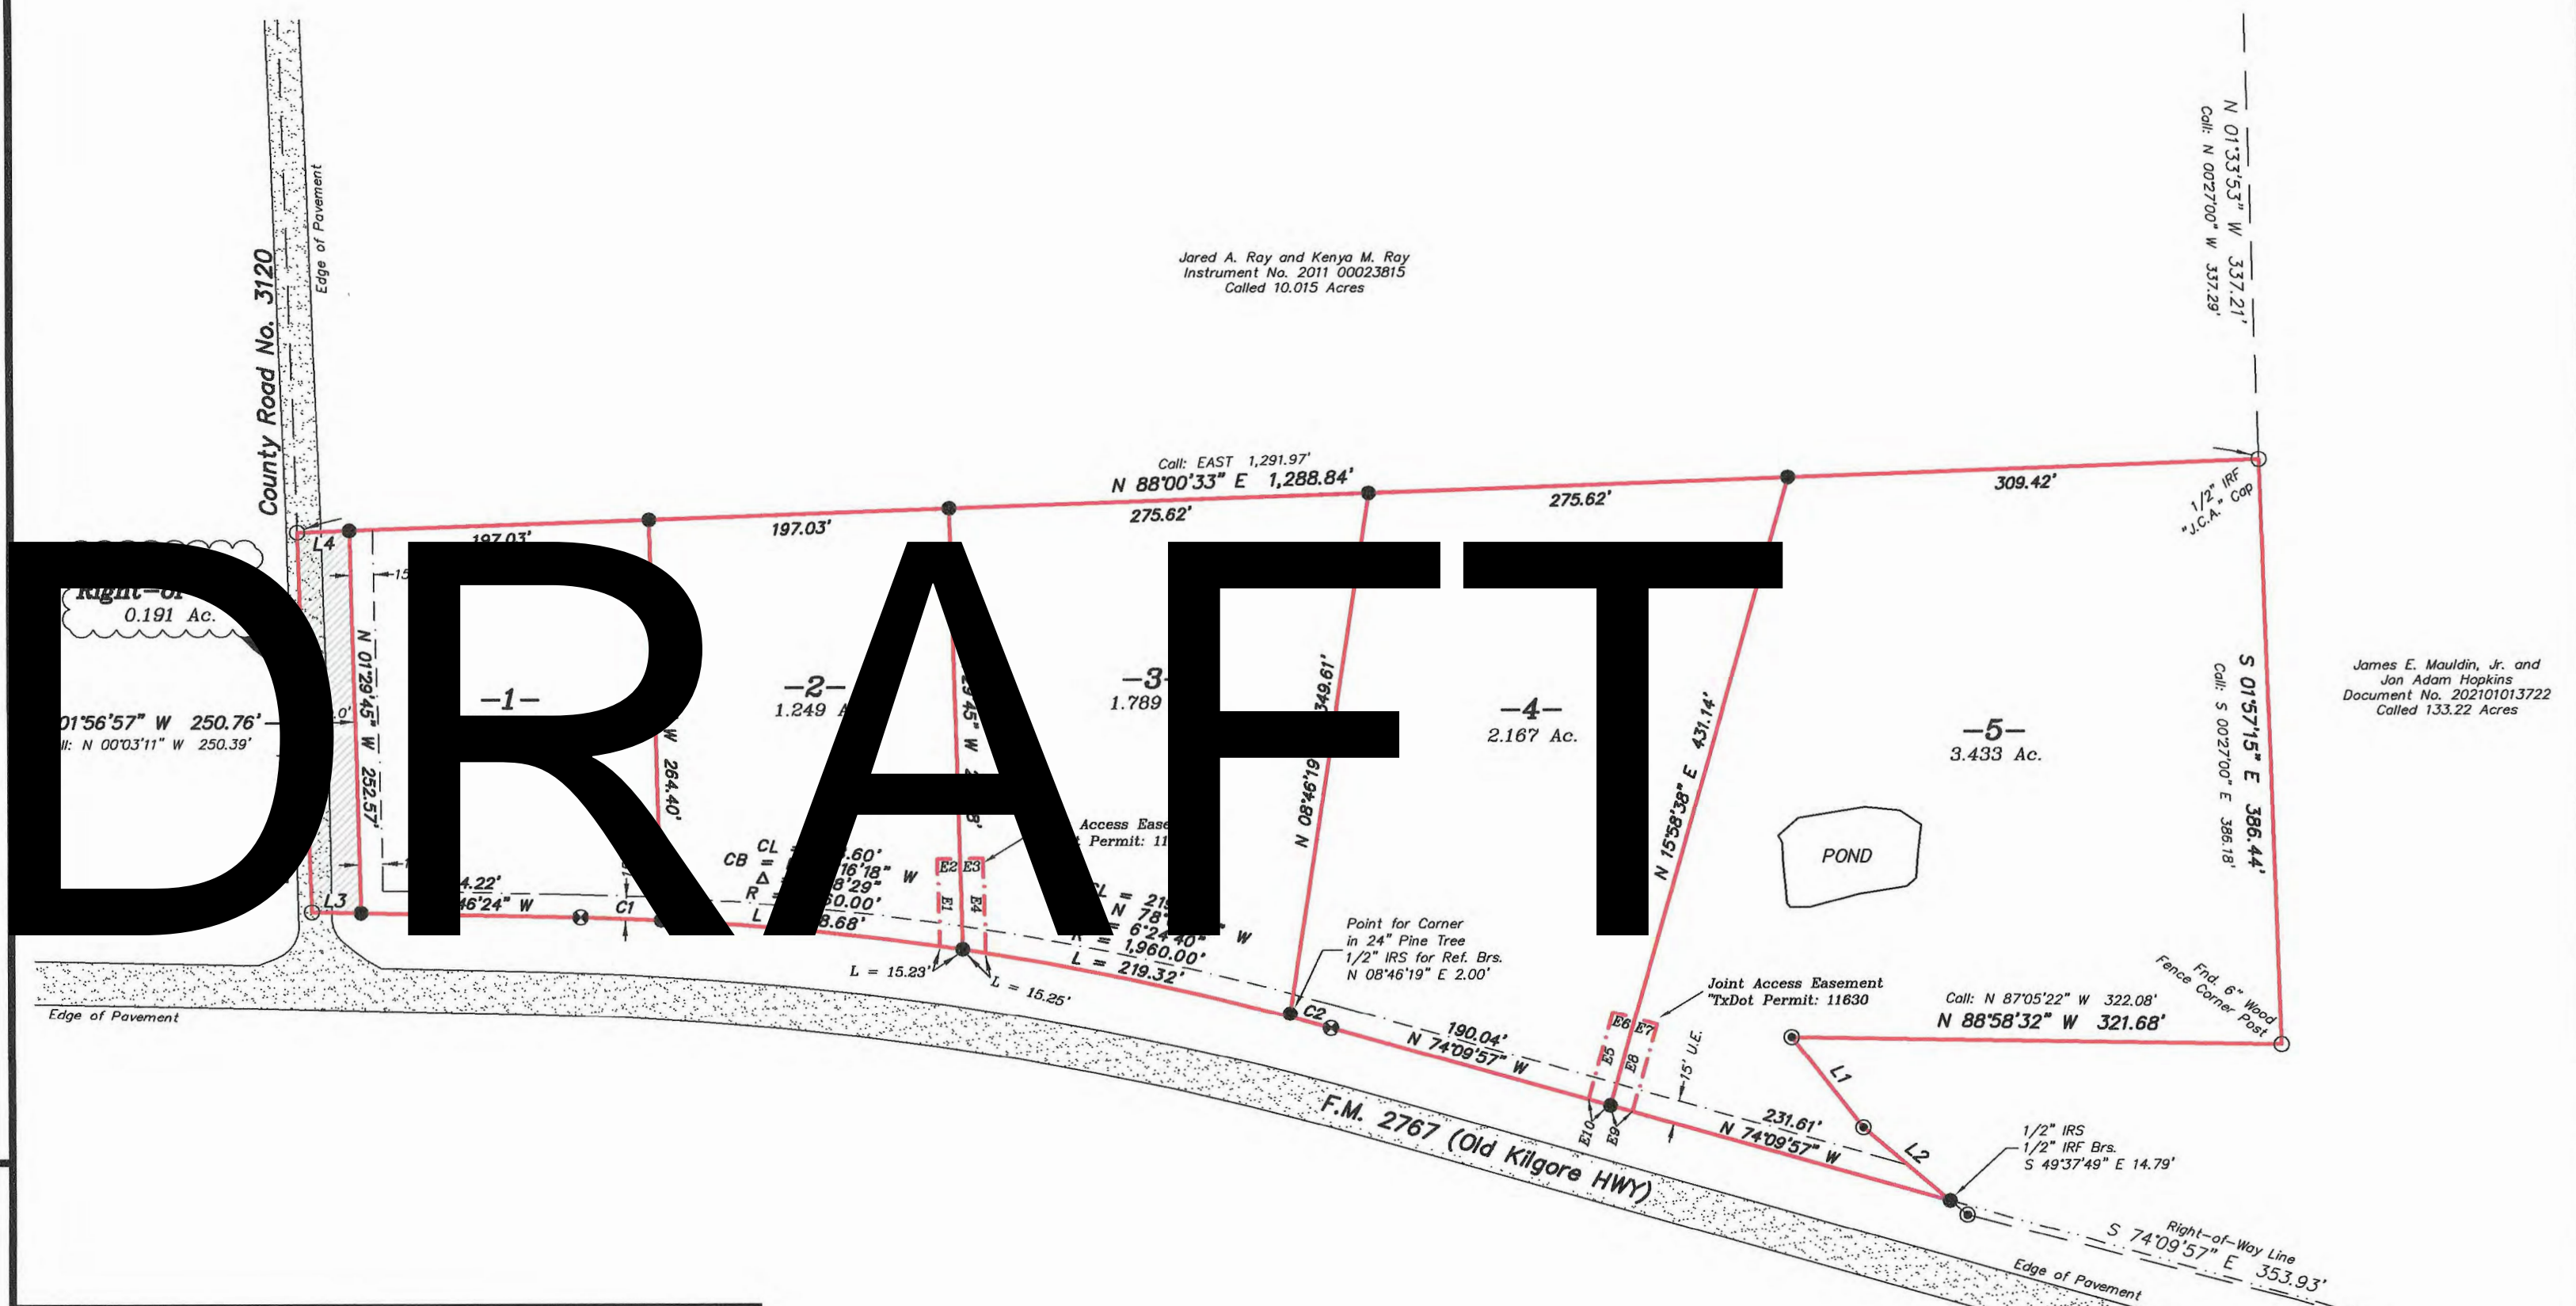 County Road No. 3120
Edge of Pavement
Jared A. Ray and Kenya M. Ray
Instrument No. 2011 00023815
Called 10.015 Acres
N 01°33'53" W 337.21'
Call: N 00°27'00" W 337.29'
Call: EAST 1,291.97'
N 88°00'33" E 1,288.84'
197.03'
197.03'
275.62'
275.62'
309.42'
1/2" IRF
"J.C.A." Cap
L4
0.191 Ac.
01°56'57" W 250.76'
N 00°03'11" W 250.39'
N 01°29'45" W 252.57'
-1-
-2-
1.249
-3-
1.789
-4-
2.167 Ac.
-5-
3.433 Ac.
DRAFT
W 264.40'
N 08°46'19" 349.61'
N 15°58'38" E 431.14'
S 01°57'15" E 386.44'
Call: S 00°27'00" E 386.18'
James E. Mauldin, Jr. and
Jon Adam Hopkins
Document No. 202101013722
Called 133.22 Acres
POND
Access
Permit:
CL =
CB =
16'18" W
Δ
R
L
L3
C1
E2 E3
E1 E4
6°24'40"
1,960.00'
L = 219.32'
L = 15.23'
L = 15.25'
Point for Corner
in 24" Pine Tree
1/2" IRS for Ref. Brs.
N 08°46'19" E 2.00'
C2
190.04'
N 74°09'57" W
E6 E7
E5 E8
E10 E9
Joint Access Easement
"TxDot Permit: 11630
15' U.E.
Call: N 87°05'22" W 322.08'
N 88°58'32" W 321.68'
Fnd. 6" Wood
Fence Corner Post
L1
L2
231.61'
N 74°09'57" W
1/2" IRS
1/2" IRF Brs.
S 49°37'49" E 14.79'
Edge of Pavement
F.M. 2767 (Old Kilgore HWY)
Right-of-Way Line
S 74°09'57" E 353.93'
Edge of Pavement